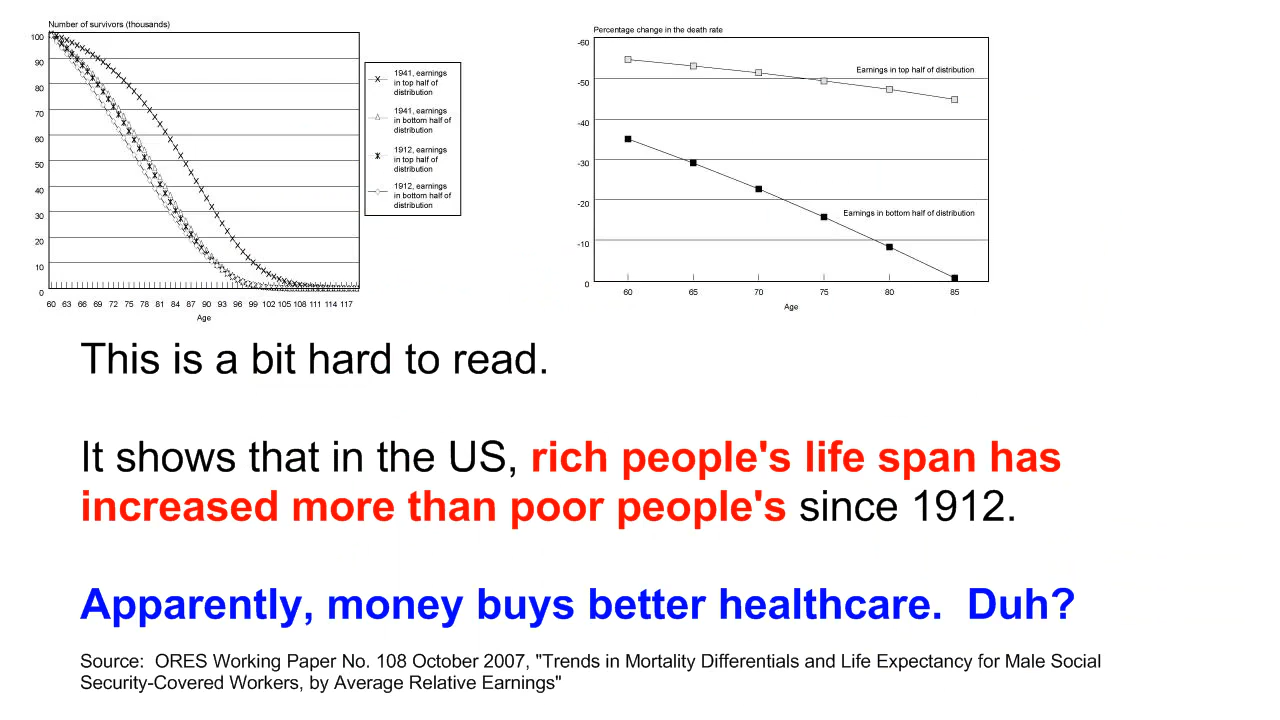 Number of survivors (thousands)
100
90
80
70
60
50
40
30
20
10
0
60 63 66 69 72 75 78 81 84 87 90 93 96 99 102 105 108 111 114 117
Age
1941, earnings
in top half of
distribution
1941, earnings
in bottom half of
distribution
1912, earnings
in top half of
distribution
1912, earnings
in bottom half of
distribution
Percentage change in the death rate
-60
-50
-40
-30
-20
-10
0
Earnings in top half of distribution
Earnings in bottom half of distribution
60 65 70 75 80 85
Age
This is a bit hard to read.
It shows that in the US, rich people's life span has
increased more than poor people's since 1912.
Apparently, money buys better healthcare. Duh?
Source: ORES Working Paper No. 108 October 2007, "Trends in Mortality Differentials and Life Expectancy for Male Social
Security-Covered Workers, by Average Relative Earnings"